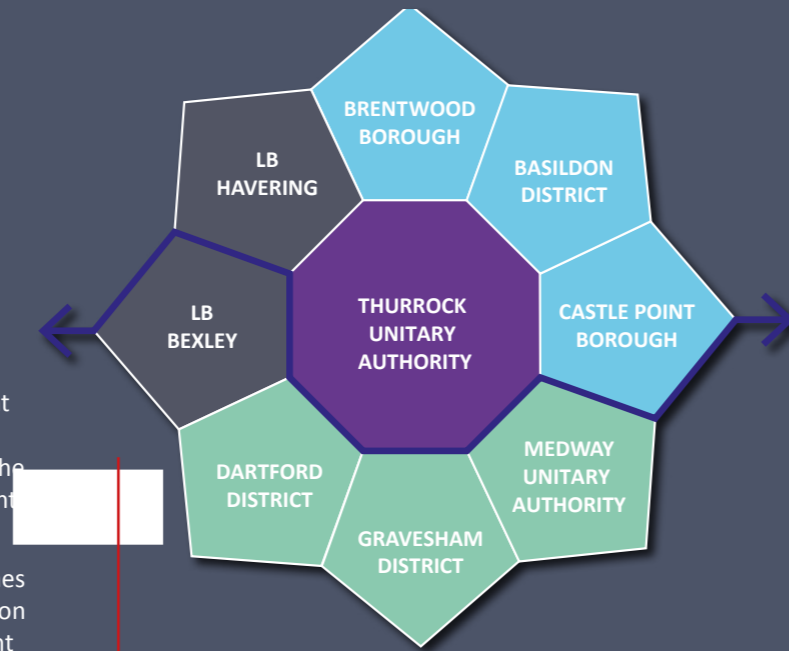 BRENTWOOD
BOROUGH
LB
HAVERING
BASILDON
DISTRICT
THURROCK
UNITARY
AUTHORITY
LB
BEXLEY
CASTLE POINT
BOROUGH
DARTFORD
DISTRICT
MEDWAY
UNITARY
AUTHORITY
GRAVESHAM
DISTRICT